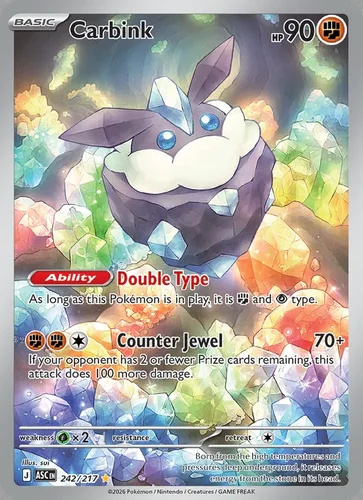 BASIC Carbink HP 90
Ability Double Type
As long as this Pokémon is in play, it is and type.
Counter Jewel 70+
If your opponent has 2 or fewer Prize cards remaining, this
attack does 100 more damage.
weakness ×2 resistance retreat
Illus. sui
J ASC EN 242/217
Born from the high temperatures and
pressures deep underground, it releases
energy from the stone in its head.
©2026 Pokémon / Nintendo / Creatures / GAME FREAK